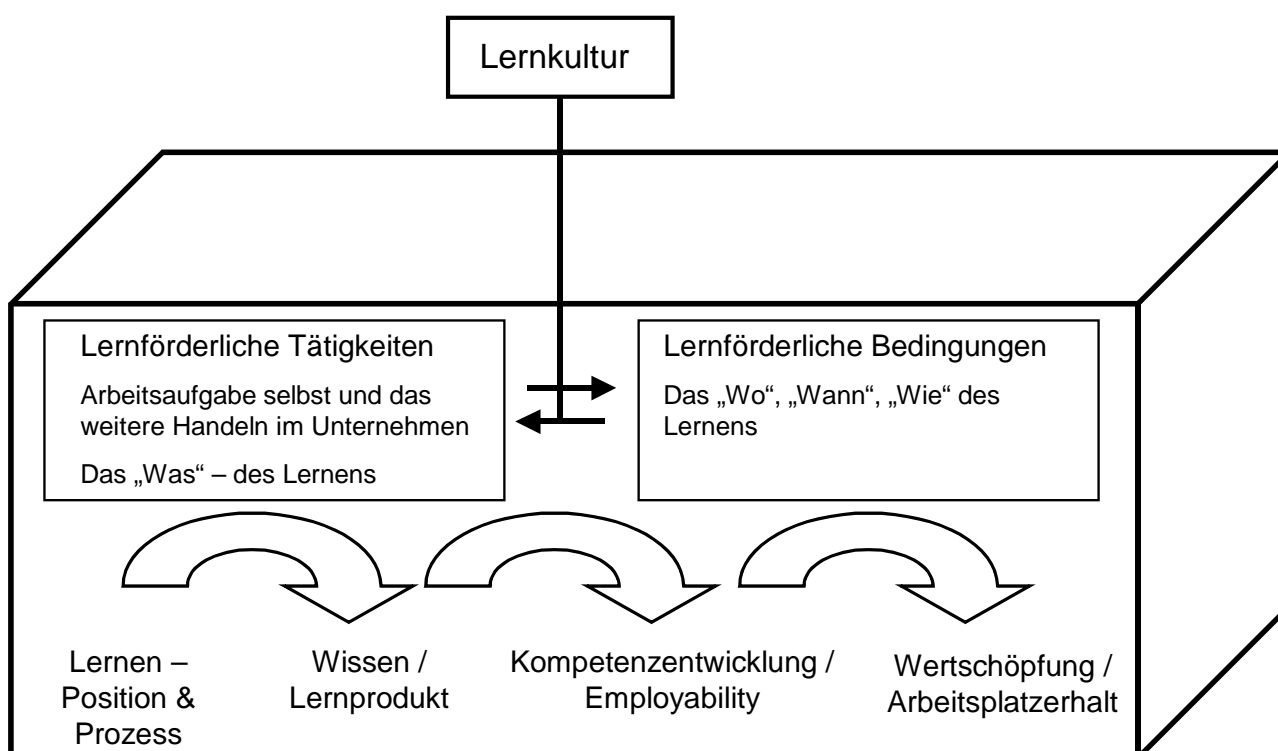 Lernkultur
Lernförderliche Tätigkeiten
Arbeitsaufgabe selbst und das
weitere Handeln im Unternehmen
Das „Was“ – des Lernens
Lernförderliche Bedingungen
Das „Wo“, „Wann“, „Wie“ des
Lernens
Lernen –
Position &
Prozess
Wissen /
Lernprodukt
Kompetenzentwicklung /
Employability
Wertschöpfung /
Arbeitsplatzerhalt